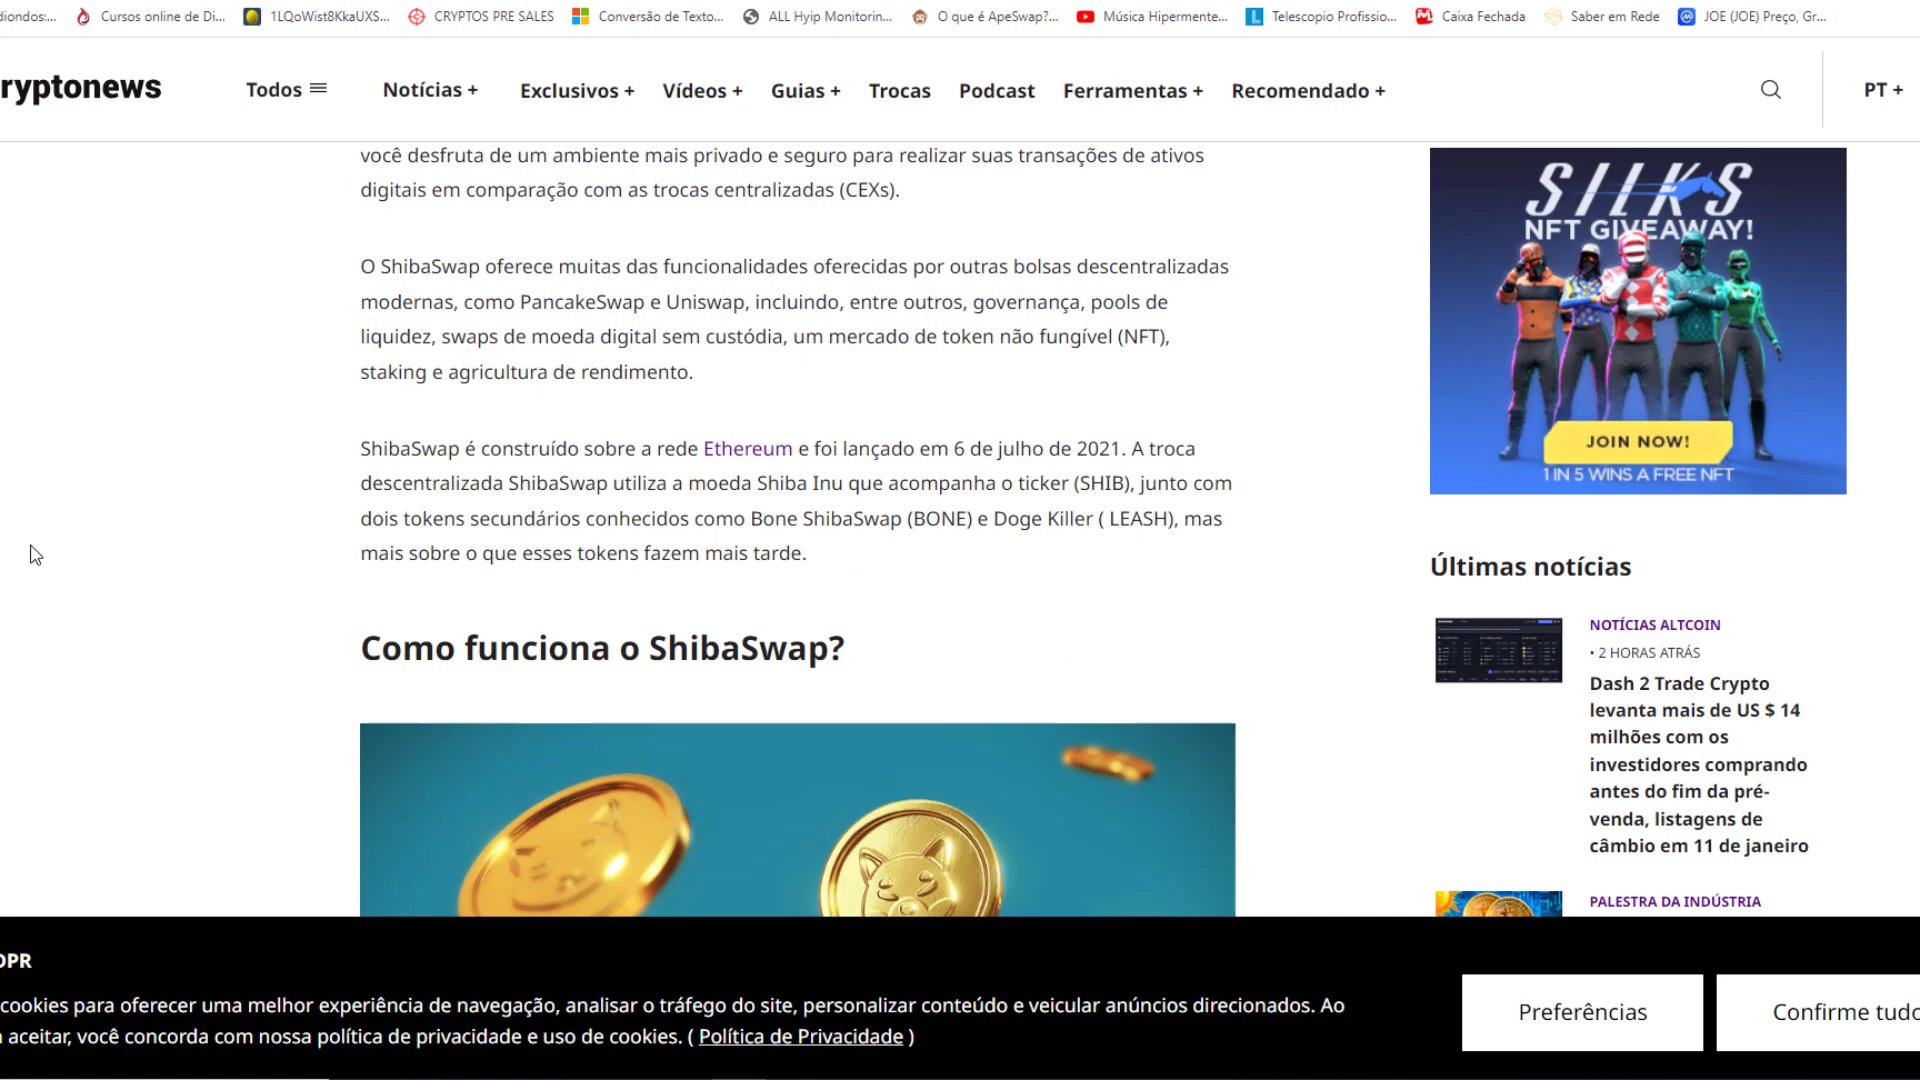 diondos:...
Cursos online de Di...
1LQoWist8KkaUXS...
CRYPTOS PRE SALES
Conversão de Texto...
ALL Hyip Monitorin...
O que é ApeSwap?...
Música Hipermente...
Telescopio Profissio...
Caixa Fechada
Saber em Rede
JOE (JOE) Preço, Gr...
ryptonews
Todos
Notícias +
Exclusivos +
Vídeos +
Guias +
Trocas
Podcast
Ferramentas +
Recomendado +
PT +
você desfruta de um ambiente mais privado e seguro para realizar suas transações de ativos
digitais em comparação com as trocas centralizadas (CEXs).
O ShibaSwap oferece muitas das funcionalidades oferecidas por outras bolsas descentralizadas
modernas, como PancakeSwap e Uniswap, incluindo, entre outros, governança, pools de
liquidez, swaps de moeda digital sem custódia, um mercado de token não fungível (NFT),
staking e agricultura de rendimento.
ShibaSwap é construído sobre a rede Ethereum e foi lançado em 6 de julho de 2021. A troca
descentralizada ShibaSwap utiliza a moeda Shiba Inu que acompanha o ticker (SHIB), junto com
dois tokens secundários conhecidos como Bone ShibaSwap (BONE) e Doge Killer ( LEASH), mas
mais sobre o que esses tokens fazem mais tarde.
Como funciona o ShibaSwap?
SILKS
NFT GIVEAWAY!
JOIN NOW!
1 IN 5 WINS A FREE NFT
Últimas notícias
NOTÍCIAS ALTCOIN
• 2 HORAS ATRÁS
Dash 2 Trade Crypto
levanta mais de US $ 14
milhões com os
investidores comprando
antes do fim da pré-
venda, listagens de
câmbio em 11 de janeiro
PALESTRA DA INDÚSTRIA
DPR
cookies para oferecer uma melhor experiência de navegação, analisar o tráfego do site, personalizar conteúdo e veicular anúncios direcionados. Ao
aceitar, você concorda com nossa política de privacidade e uso de cookies. ( Política de Privacidade )
Preferências
Confirme tudo